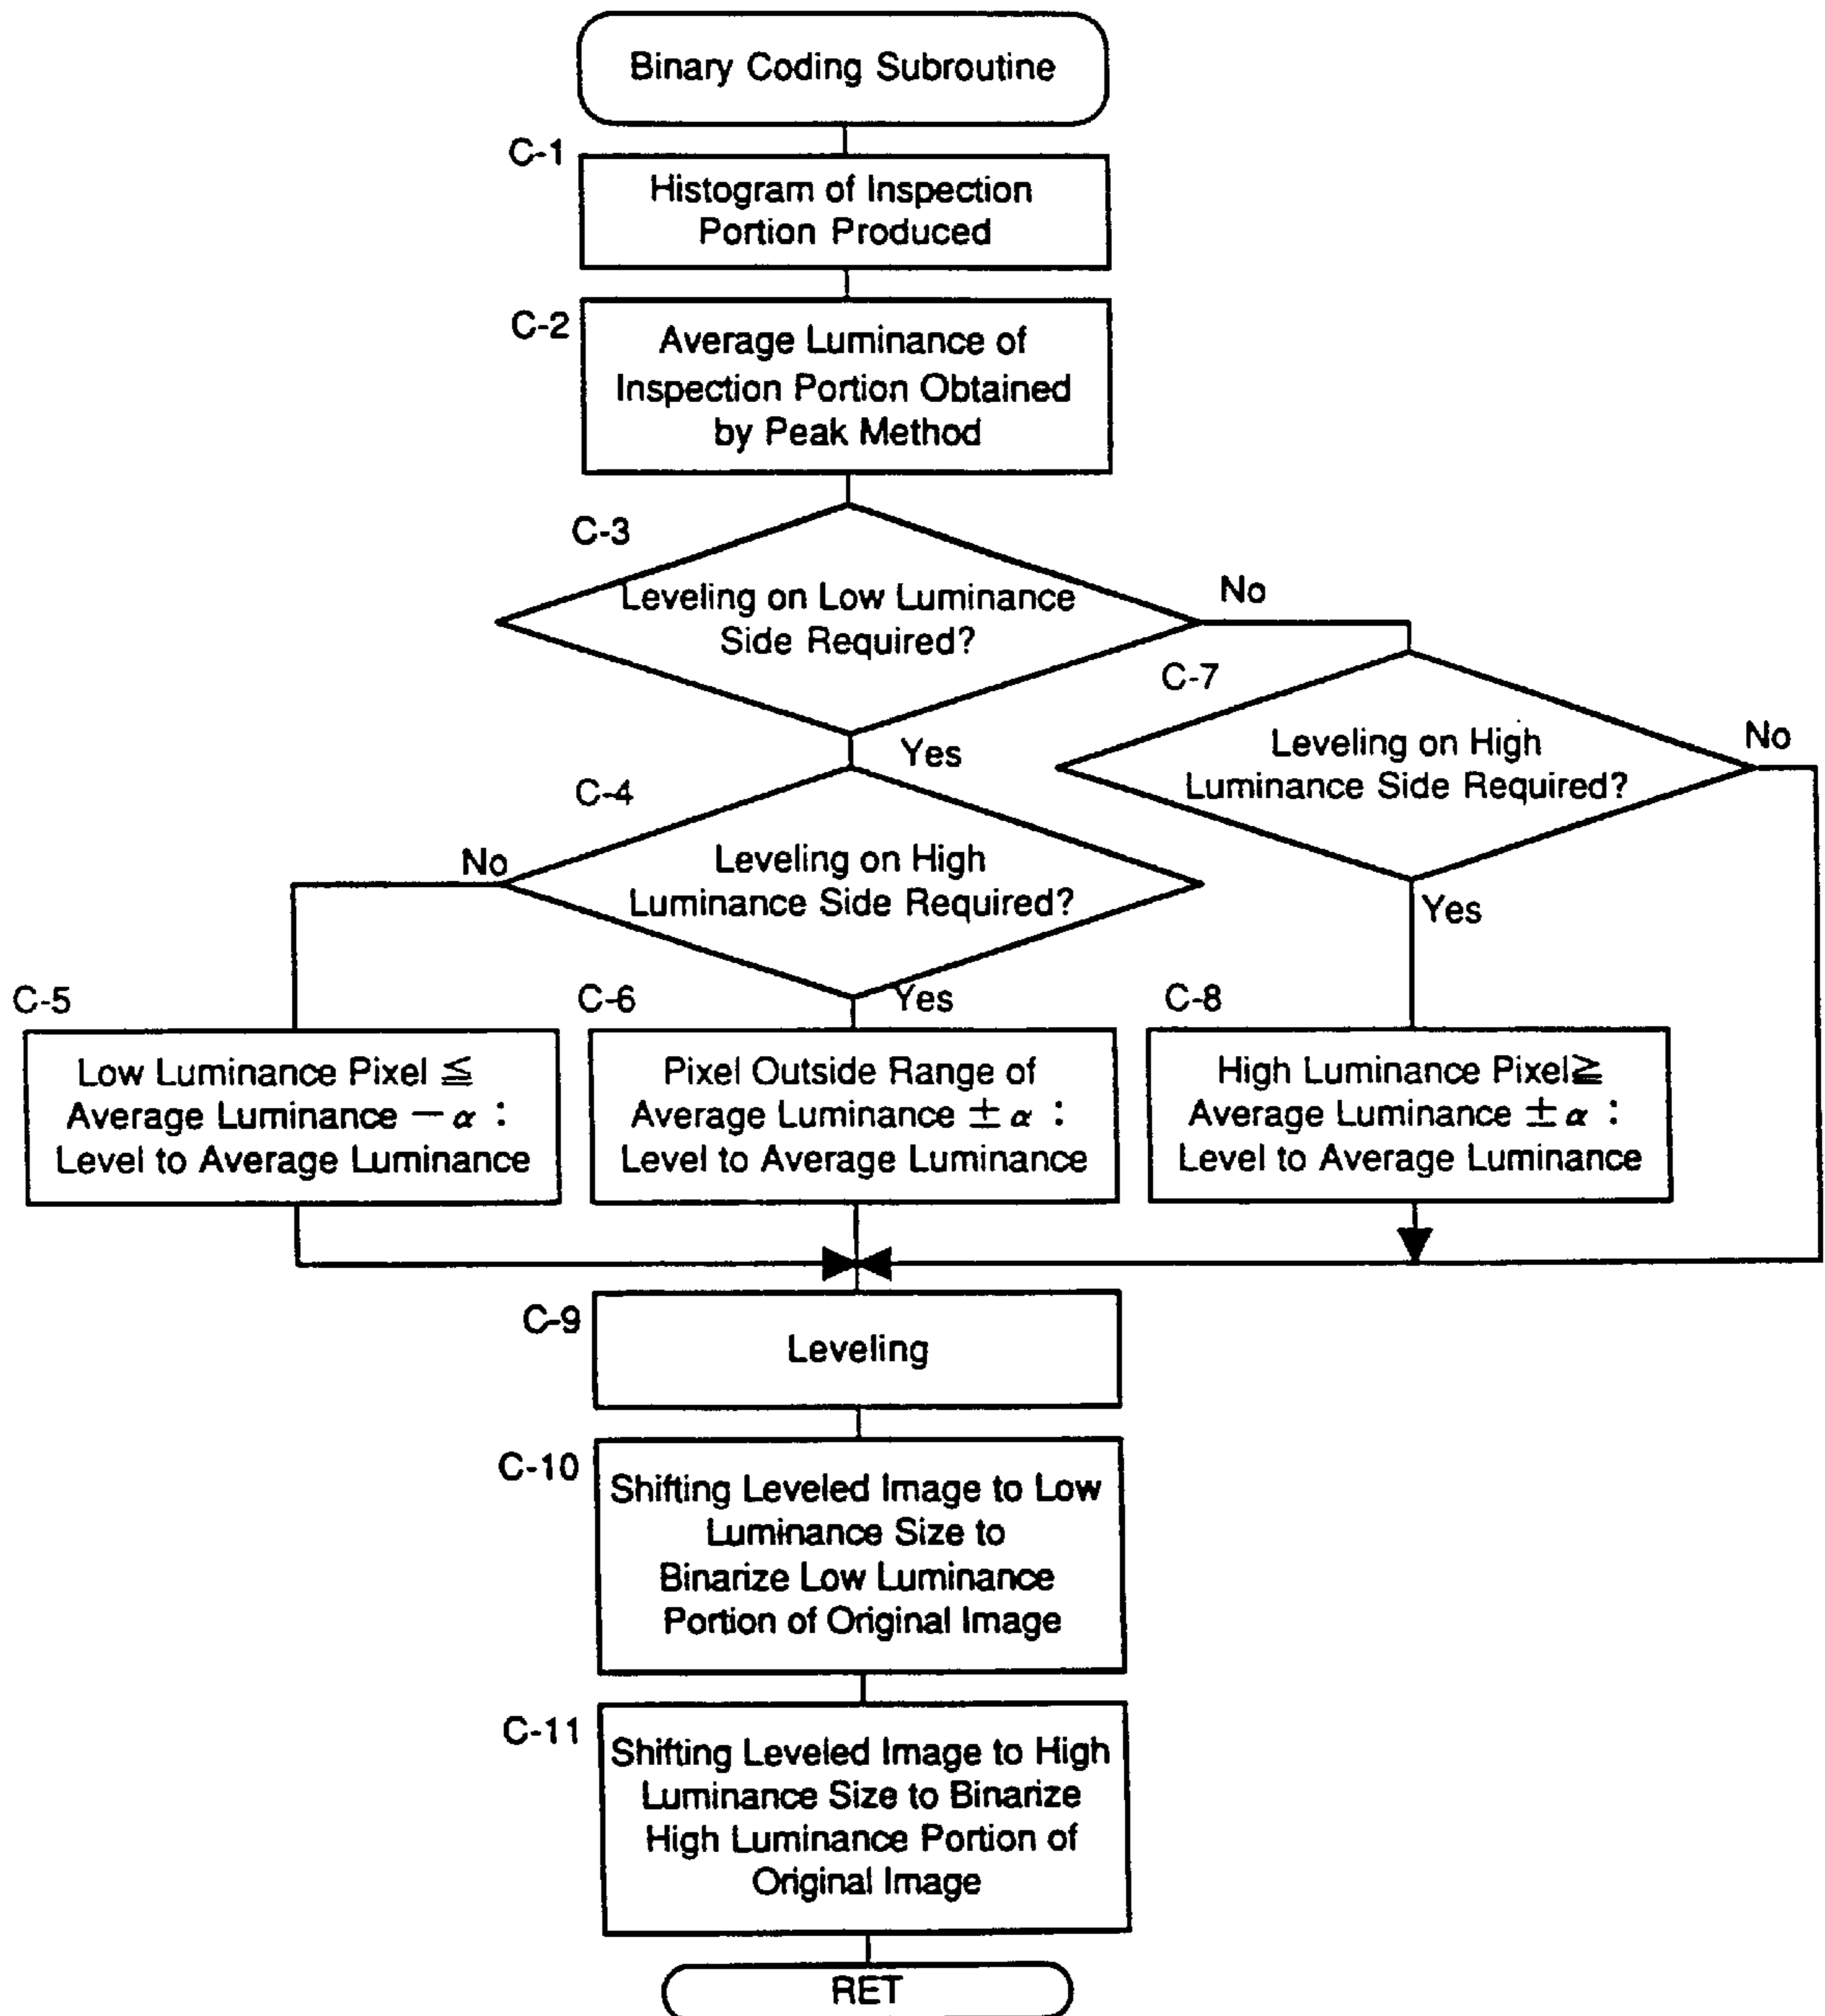 Binary Coding Subroutine
C-1
Histogram of Inspection
Portion Produced
C-2
Average Luminance of
Inspection Portion Obtained
by Peak Method
C-3
Leveling on Low Luminance
Side Required?
No
Yes
C-7
Leveling on High
Luminance Side Required?
No
Yes
C-4
Leveling on High
Luminance Side Required?
No
Yes
C-5
Low Luminance Pixel ≦
Average Luminance − α :
Level to Average Luminance
C-6
Pixel Outside Range of
Average Luminance ± α :
Level to Average Luminance
C-8
High Luminance Pixel≧
Average Luminance ± α :
Level to Average Luminance
C-9
Leveling
C-10
Shifting Leveled Image to Low
Luminance Size to
Binarize Low Luminance
Portion of Original Image
C-11
Shifting Leveled Image to High
Luminance Size to Binarize
High Luminance Portion of
Original Image
RET